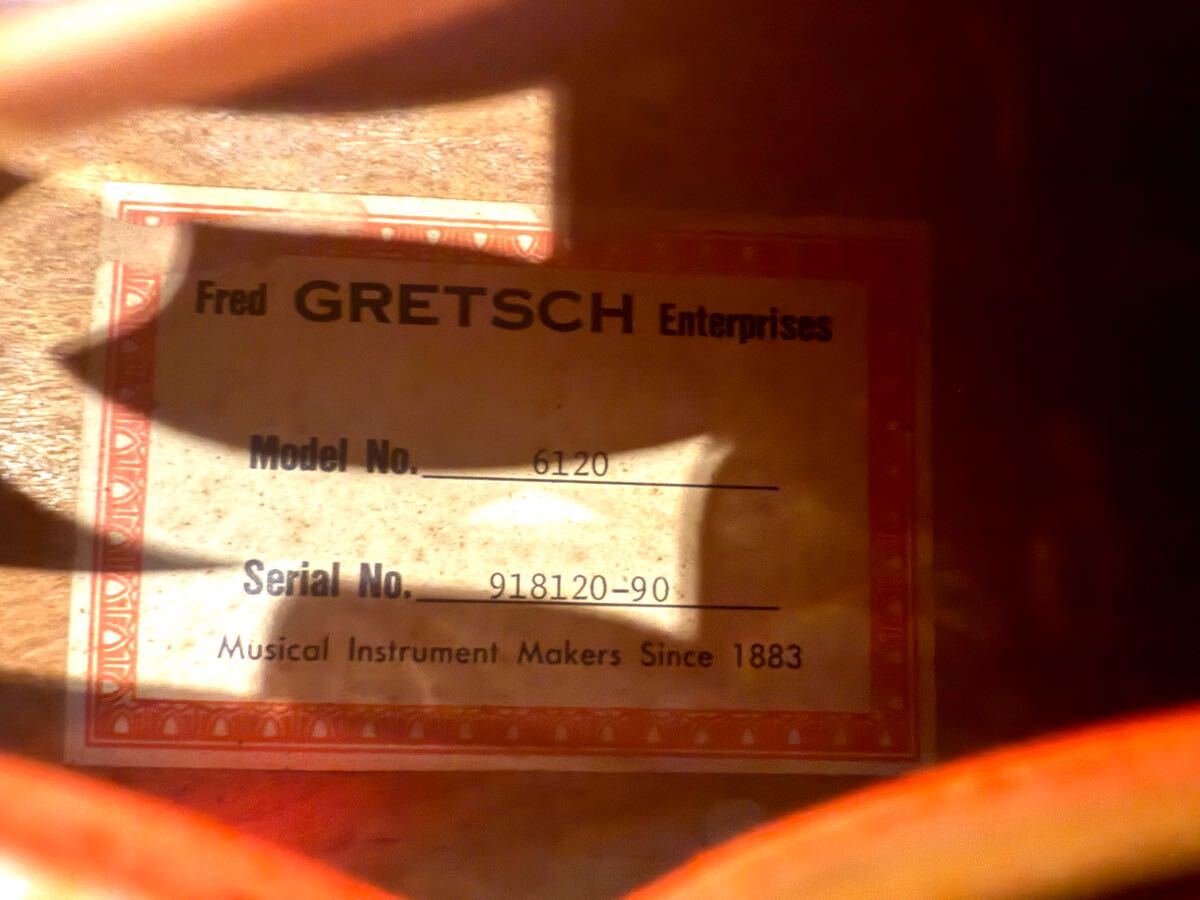 Fred GRETSCH Enterprises
Model No. 6120
Serial No. 918120-90
Musical Instrument Makers Since 1883